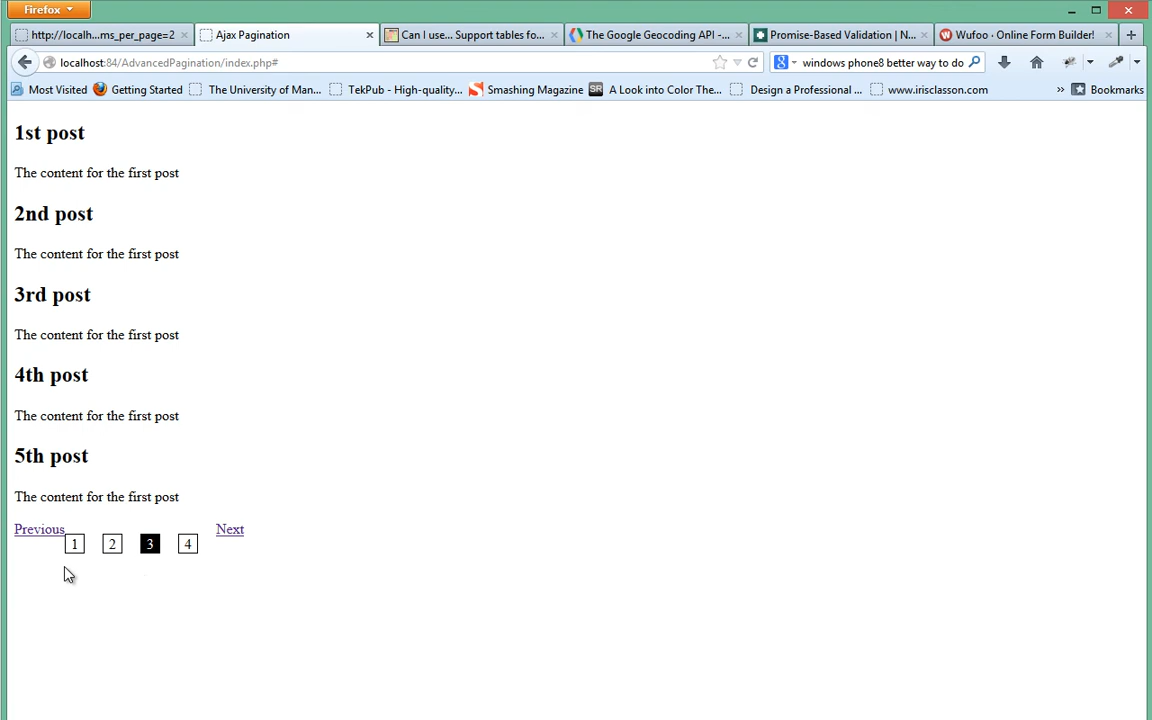 Firefox
http://localh...ms_per_page=2 Ajax Pagination Can I use... Support tables fo... The Google Geocoding API -... Promise-Based Validation | N... Wufoo · Online Form Builder!
localhost:84/AdvancedPagination/index.php# windows phone8 better way to do
Most Visited Getting Started The University of Man... TekPub - High-quality,... Smashing Magazine SR A Look into Color The... Design a Professional ... www.irisclasson.com » Bookmarks
1st post
The content for the first post
2nd post
The content for the first post
3rd post
The content for the first post
4th post
The content for the first post
5th post
The content for the first post
Previous 1 2 3 4 Next